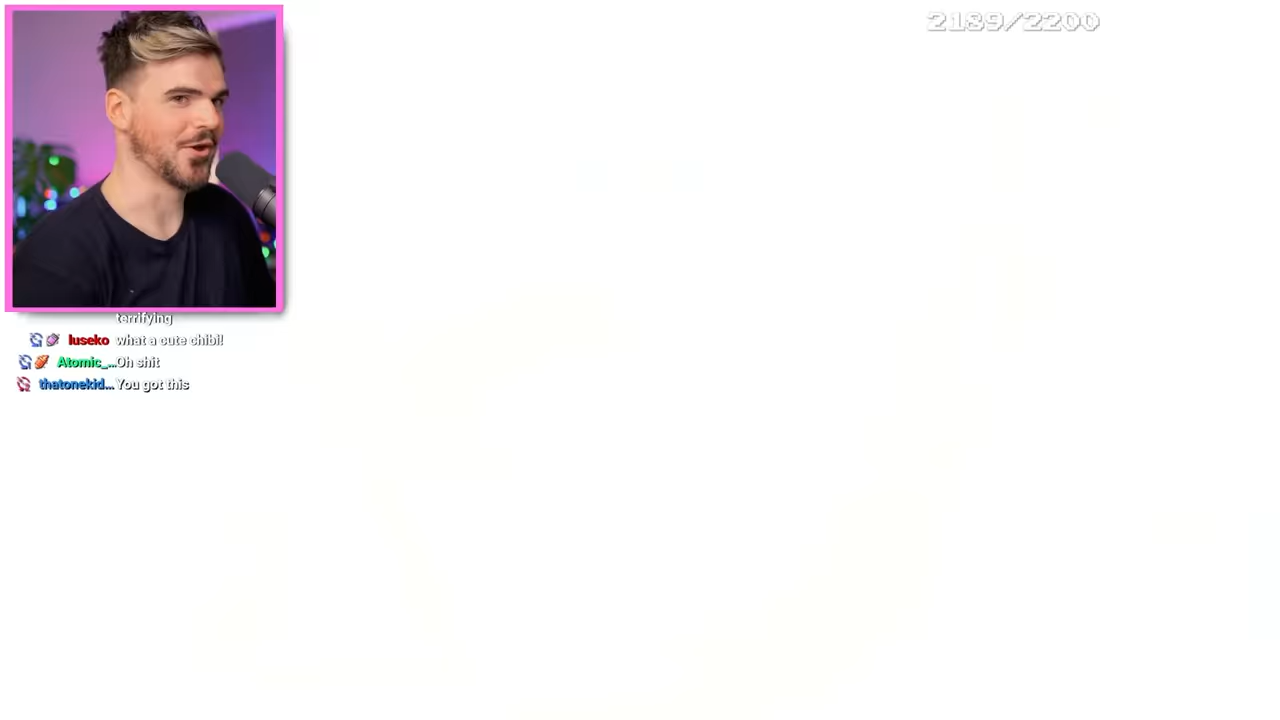 2189/2200
terrifying
luseko what a cute chibi!
Atomic_... Oh shit
thatonekid... You got this